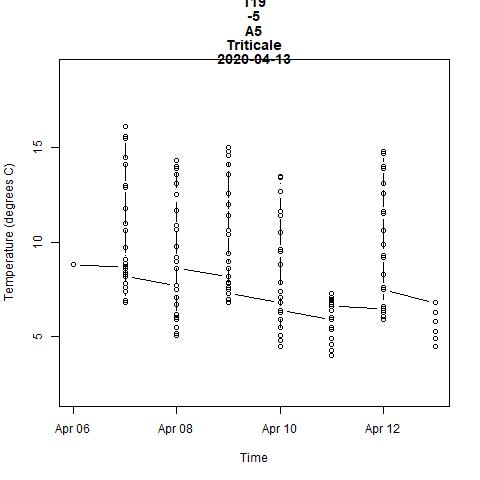 T19
-5
A5
Triticale
2020-04-13
15
10
5
Temperature (degrees C)
Apr 06
Apr 08
Apr 10
Apr 12
Time